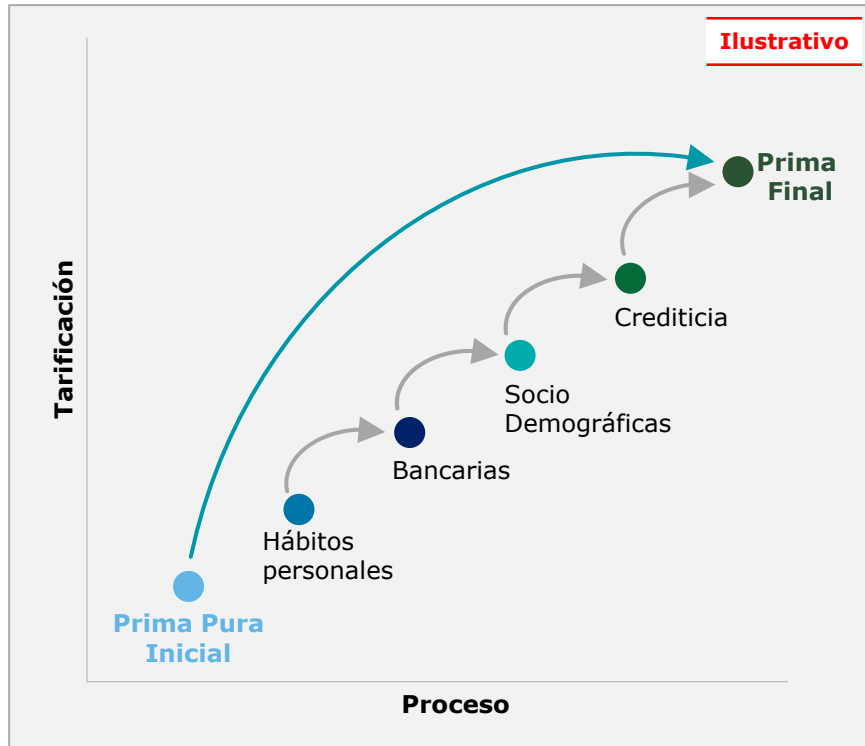 Ilustrativo
Prima
Final
Crediticia
Socio
Demográficas
Bancarias
Hábitos
personales
Prima Pura
Inicial
Tarificación
Proceso